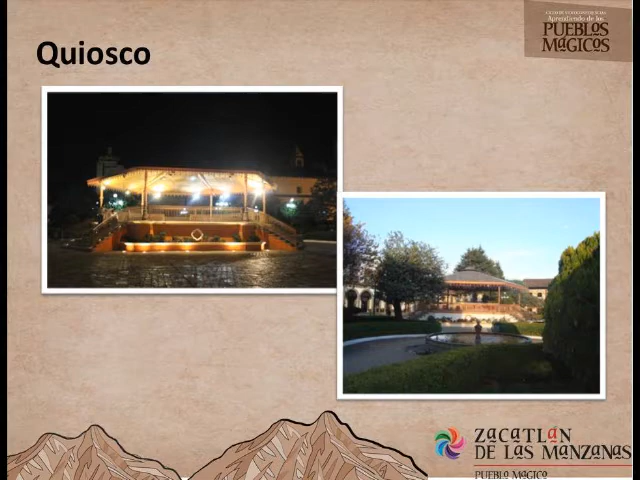 Quiosco
Aprendiendo de los
PUEBLOS
MÁGICOS
ZACATLÁN
DE LAS MANZANAS
PUEBLO MÁGICO